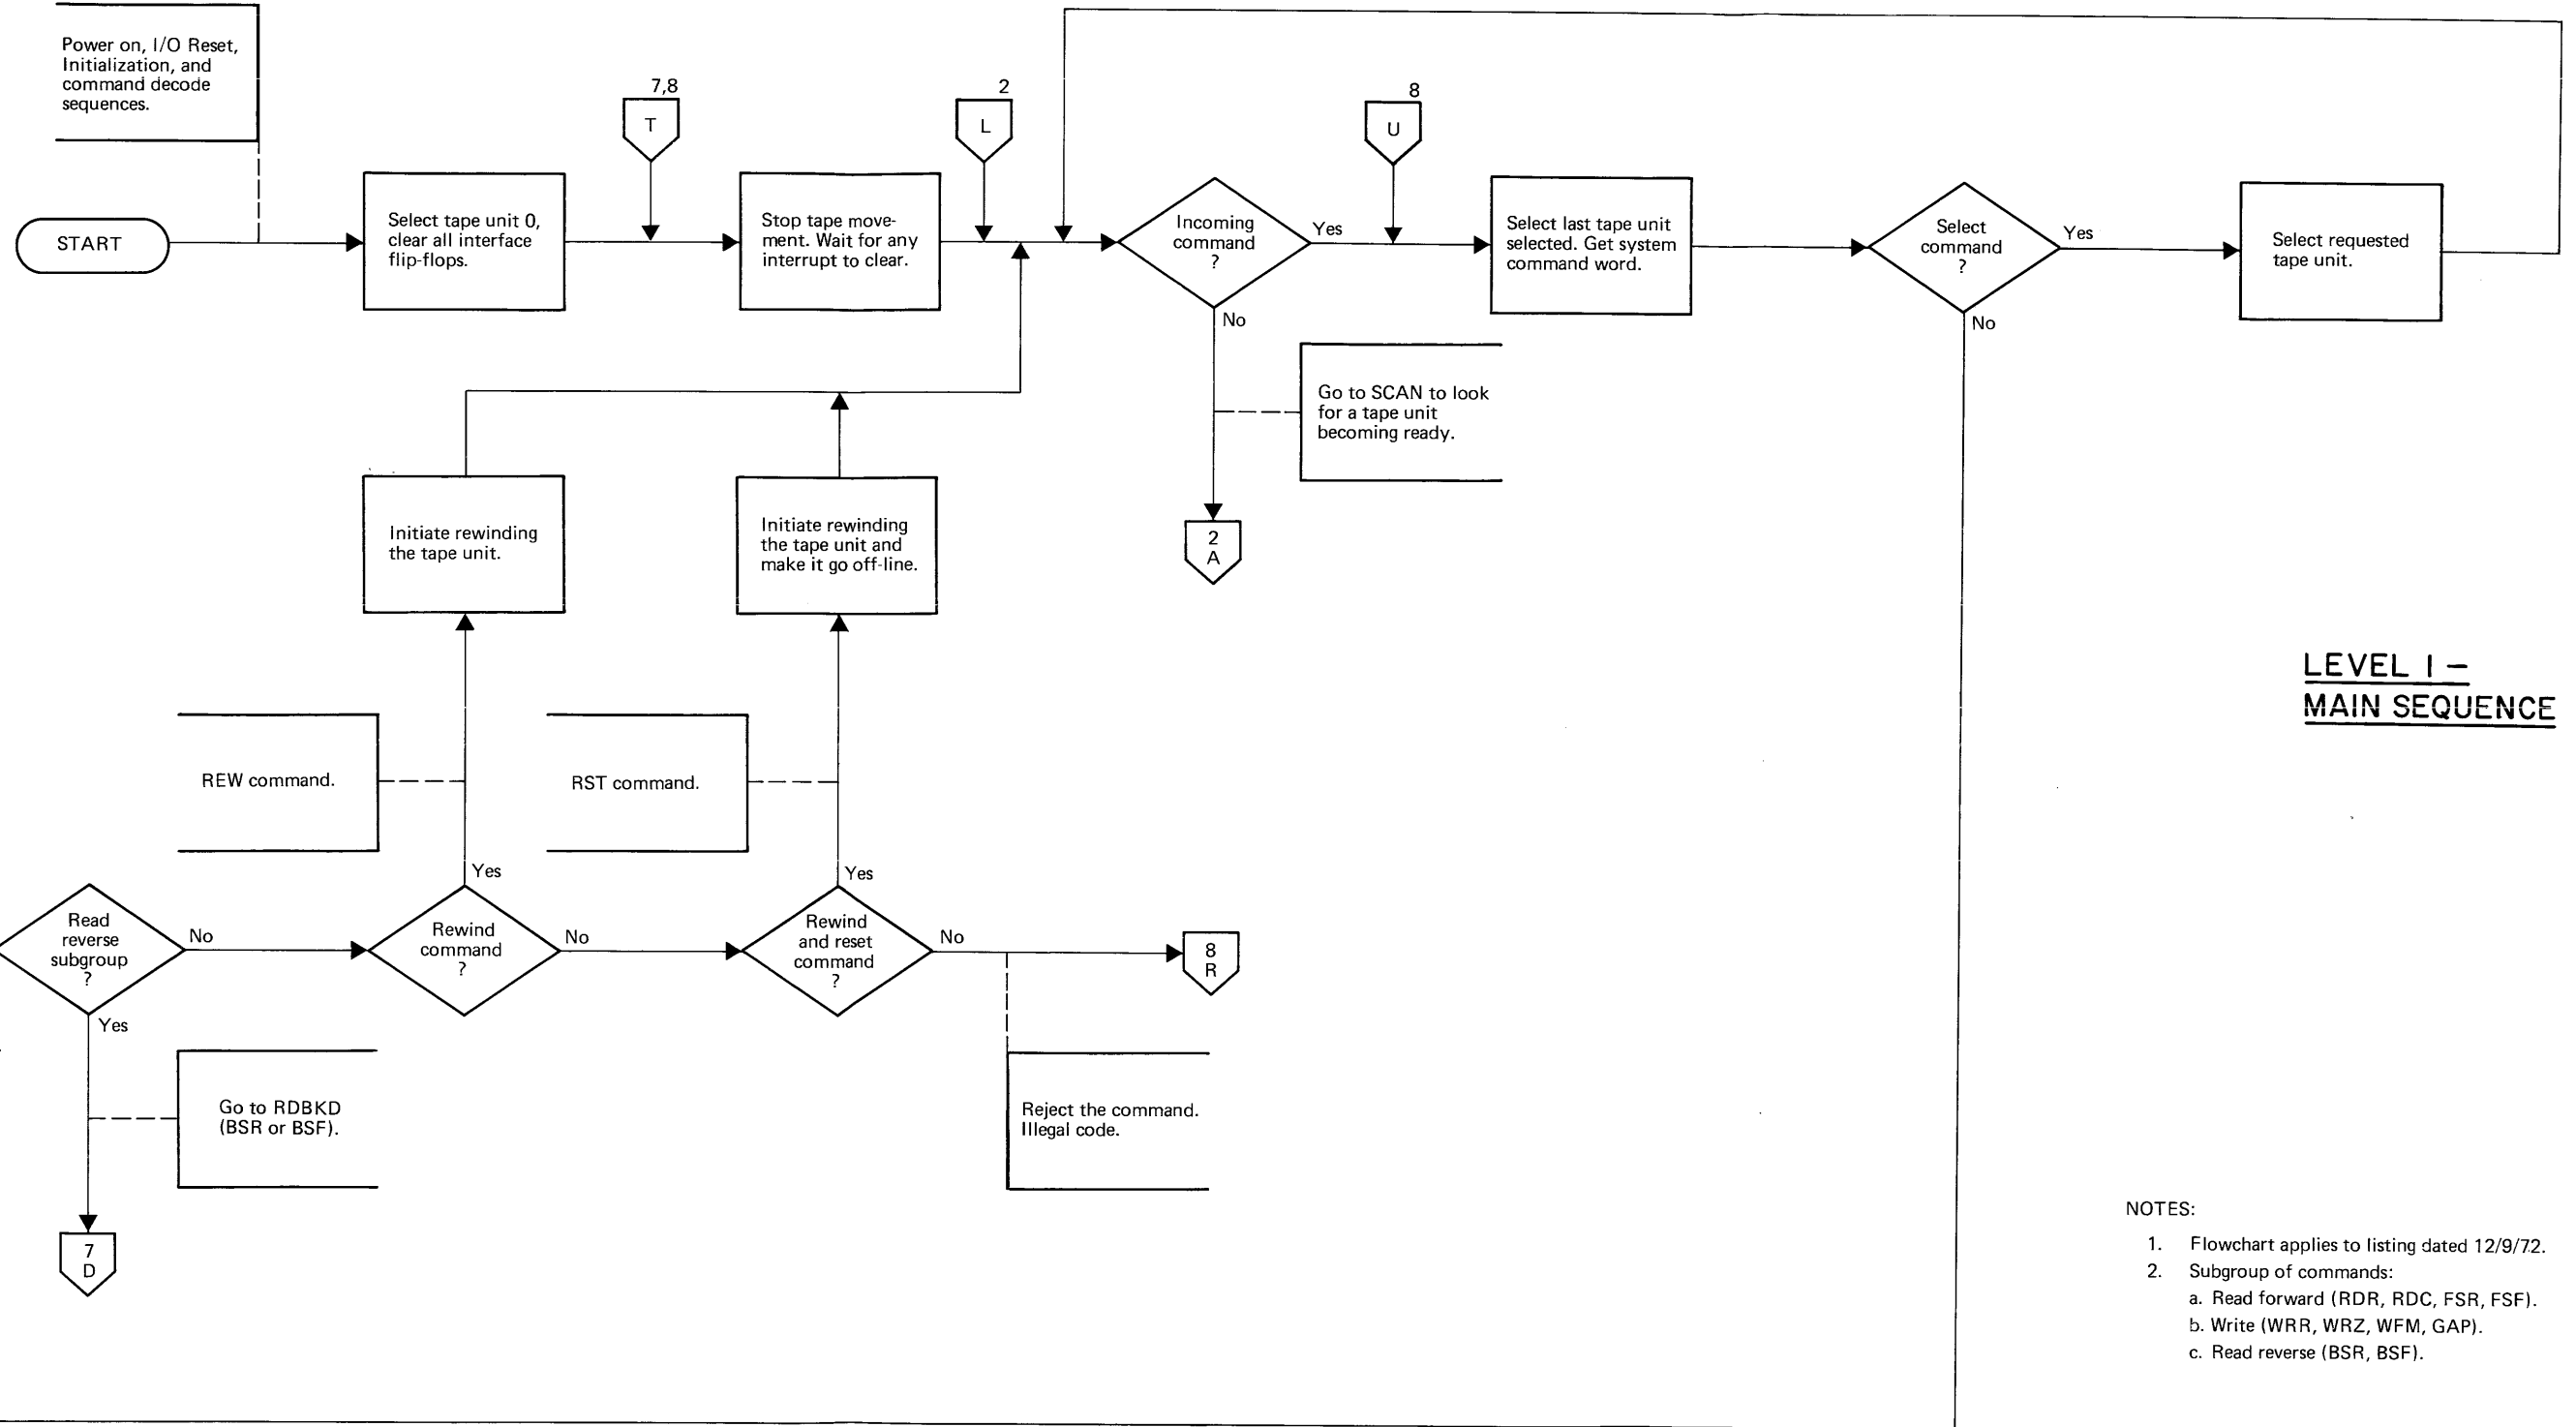 Power on, I/O Reset,
Initialization, and
command decode
sequences.
START
Select tape unit 0,
clear all interface
flip-flops.
7,8
T
Stop tape move-
ment. Wait for any
interrupt to clear.
2
L
Incoming
command
?
Yes
No
8
U
Select last tape unit
selected. Get system
command word.
Select
command
?
Yes
No
Select requested
tape unit.
Go to SCAN to look
for a tape unit
becoming ready.
2
A
Initiate rewinding
the tape unit.
Initiate rewinding
the tape unit and
make it go off-line.
LEVEL I –
MAIN SEQUENCE
REW command.
RST command.
Read
reverse
subgroup
?
No
Yes
Rewind
command
?
Yes
No
Rewind
and reset
command
?
Yes
No
8
R
Go to RDBKD
(BSR or BSF).
Reject the command.
Illegal code.
7
D
NOTES:
1. Flowchart applies to listing dated 12/9/72.
2. Subgroup of commands:
a. Read forward (RDR, RDC, FSR, FSF).
b. Write (WRR, WRZ, WFM, GAP).
c. Read reverse (BSR, BSF).